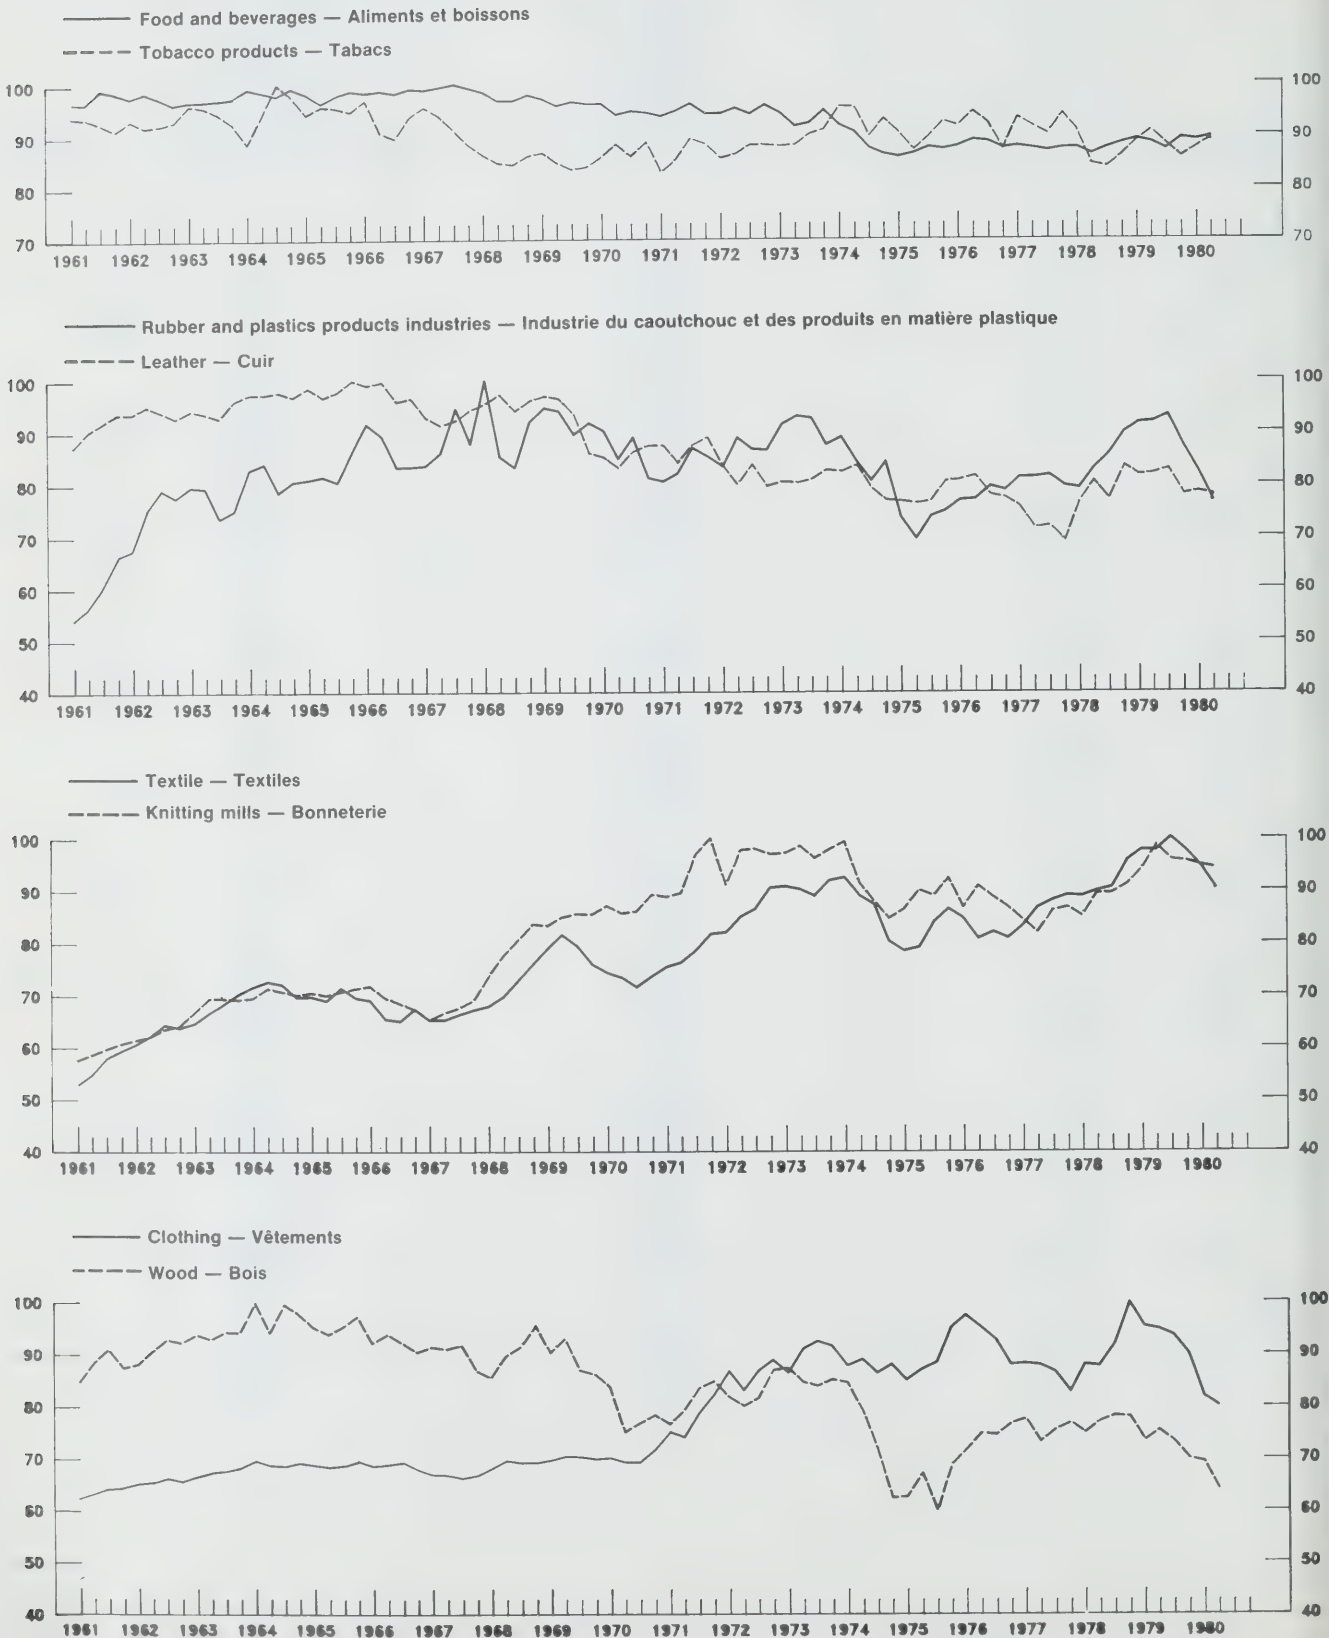 Food and beverages — Aliments et boissons
Tobacco products — Tabacs
100 100
90 90
80 80
70 70
1961 1962 1963 1964 1965 1966 1967 1968 1969 1970 1971 1972 1973 1974 1975 1976 1977 1978 1979 1980
Rubber and plastics products industries — Industrie du caoutchouc et des produits en matière plastique
Leather — Cuir
100 100
90 90
80 80
70 70
60 60
50 50
40 40
1961 1962 1963 1964 1965 1966 1967 1968 1969 1970 1971 1972 1973 1974 1975 1976 1977 1978 1979 1980
Textile — Textiles
Knitting mills — Bonneterie
100 100
90 90
80 80
70 70
60 60
50 50
40 40
1961 1962 1963 1964 1965 1966 1967 1968 1969 1970 1971 1972 1973 1974 1975 1976 1977 1978 1979 1980
Clothing — Vêtements
Wood — Bois
100 100
90 90
80 80
70 70
60 60
50 50
40 40
1961 1962 1963 1964 1965 1966 1967 1968 1969 1970 1971 1972 1973 1974 1975 1976 1977 1978 1979 1980